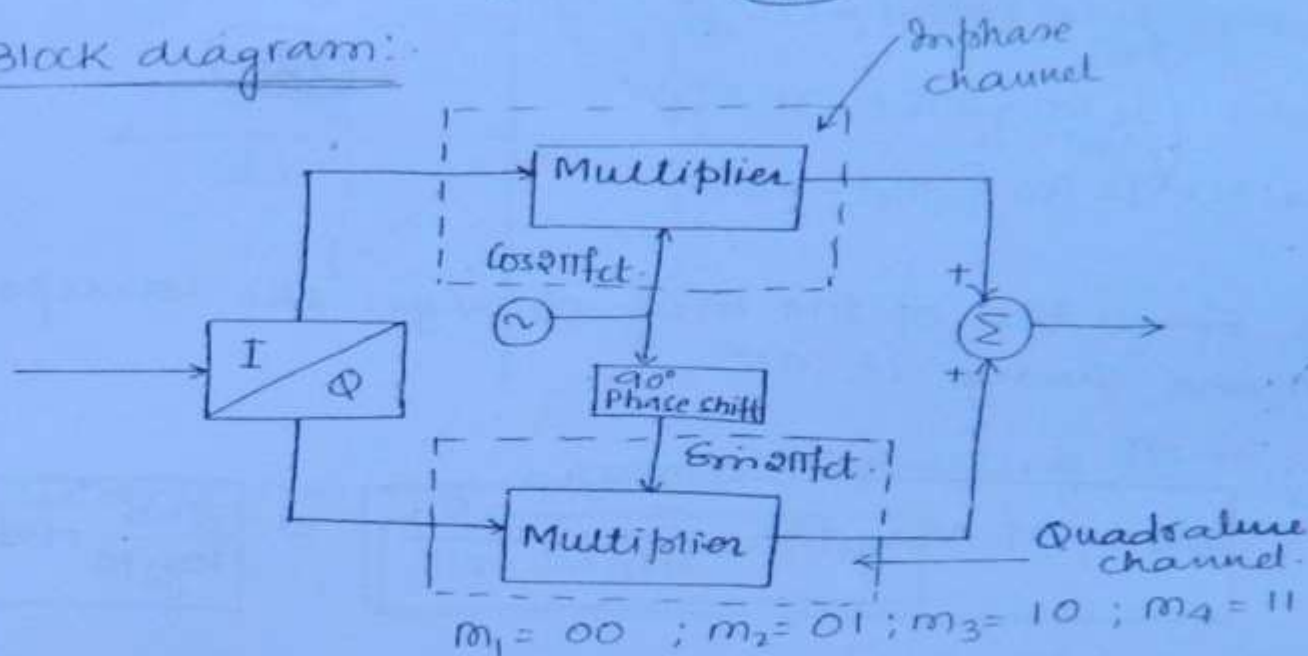 Block diagram:
Inphase
channel
Multiplier
Cos2πfct.
~
I
Q
90°
Phase shift
+
Σ
+
Sin2πfct.
Multiplier
Quadrature
channel.
m₁ = 00 ; m₂ = 01 ; m₃ = 10 ; m₄ = 11